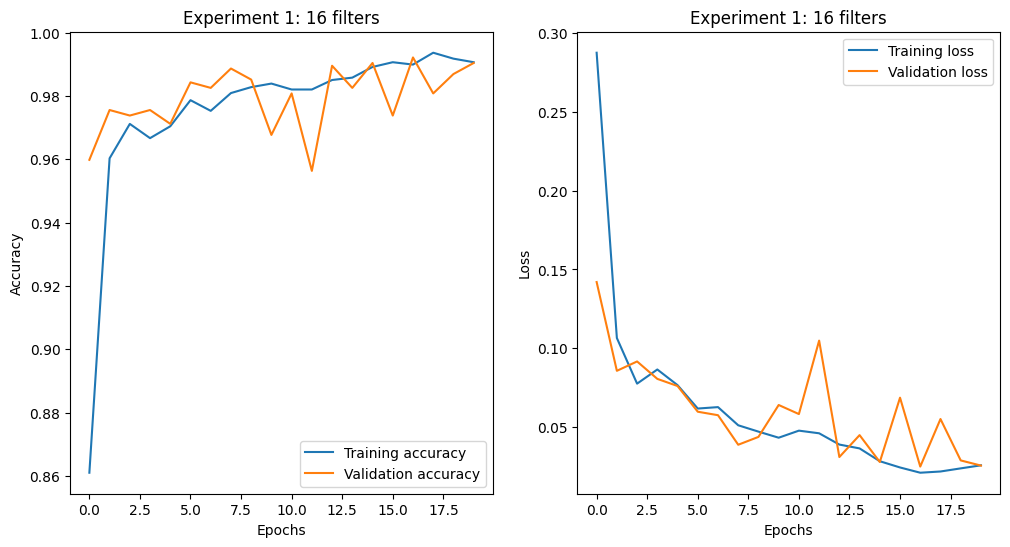 Experiment 1: 16 filters
1.00
0.98
0.96
0.94
0.92
0.90
0.88
0.86
Accuracy
Training accuracy
Validation accuracy
0.0 2.5 5.0 7.5 10.0 12.5 15.0 17.5
Epochs
Experiment 1: 16 filters
0.30
0.25
0.20
0.15
0.10
0.05
Loss
Training loss
Validation loss
0.0 2.5 5.0 7.5 10.0 12.5 15.0 17.5
Epochs